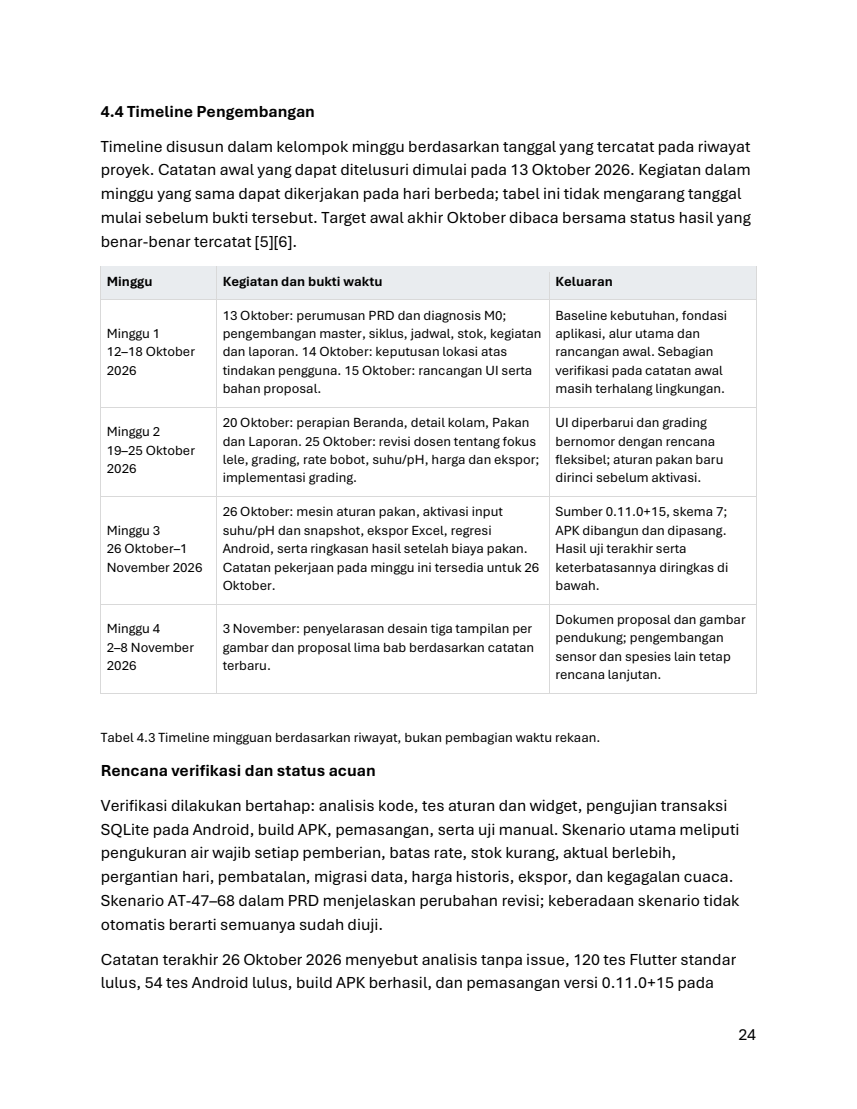 4.4 Timeline Pengembangan
Timeline disusun dalam kelompok minggu berdasarkan tanggal yang tercatat pada riwayat
proyek. Catatan awal yang dapat ditelusuri dimulai pada 13 Oktober 2026. Kegiatan dalam
minggu yang sama dapat dikerjakan pada hari berbeda; tabel ini tidak mengarang tanggal
mulai sebelum bukti tersebut. Target awal akhir Oktober dibaca bersama status hasil yang
benar-benar tercatat [5][6].
Minggu
Kegiatan dan bukti waktu
Keluaran
Minggu 1
12–18 Oktober
2026
13 Oktober: perumusan PRD dan diagnosis M0;
pengembangan master, siklus, jadwal, stok, kegiatan
dan laporan. 14 Oktober: keputusan lokasi atas
tindakan pengguna. 15 Oktober: rancangan UI serta
bahan proposal.
Baseline kebutuhan, fondasi
aplikasi, alur utama dan
rancangan awal. Sebagian
verifikasi pada catatan awal
masih terhalang lingkungan.
Minggu 2
19–25 Oktober
2026
20 Oktober: perapian Beranda, detail kolam, Pakan
dan Laporan. 25 Oktober: revisi dosen tentang fokus
lele, grading, rate bobot, suhu/pH, harga dan ekspor;
implementasi grading.
UI diperbarui dan grading
bernomor dengan rencana
fleksibel; aturan pakan baru
dirinci sebelum aktivasi.
Minggu 3
26 Oktober–1
November 2026
26 Oktober: mesin aturan pakan, aktivasi input
suhu/pH dan snapshot, ekspor Excel, regresi
Android, serta ringkasan hasil setelah biaya pakan.
Catatan pekerjaan pada minggu ini tersedia untuk 26
Oktober.
Sumber 0.11.0+15, skema 7;
APK dibangun dan dipasang.
Hasil uji terakhir serta
keterbatasannya diringkas di
bawah.
Minggu 4
2–8 November
2026
3 November: penyelarasan desain tiga tampilan per
gambar dan proposal lima bab berdasarkan catatan
terbaru.
Dokumen proposal dan gambar
pendukung; pengembangan
sensor dan spesies lain tetap
rencana lanjutan.
Tabel 4.3 Timeline mingguan berdasarkan riwayat, bukan pembagian waktu rekaan.
Rencana verifikasi dan status acuan
Verifikasi dilakukan bertahap: analisis kode, tes aturan dan widget, pengujian transaksi
SQLite pada Android, build APK, pemasangan, serta uji manual. Skenario utama meliputi
pengukuran air wajib setiap pemberian, batas rate, stok kurang, aktual berlebih,
pergantian hari, pembatalan, migrasi data, harga historis, ekspor, dan kegagalan cuaca.
Skenario AT-47–68 dalam PRD menjelaskan perubahan revisi; keberadaan skenario tidak
otomatis berarti semuanya sudah diuji.
Catatan terakhir 26 Oktober 2026 menyebut analisis tanpa issue, 120 tes Flutter standar
lulus, 54 tes Android lulus, build APK berhasil, dan pemasangan versi 0.11.0+15 pada
24